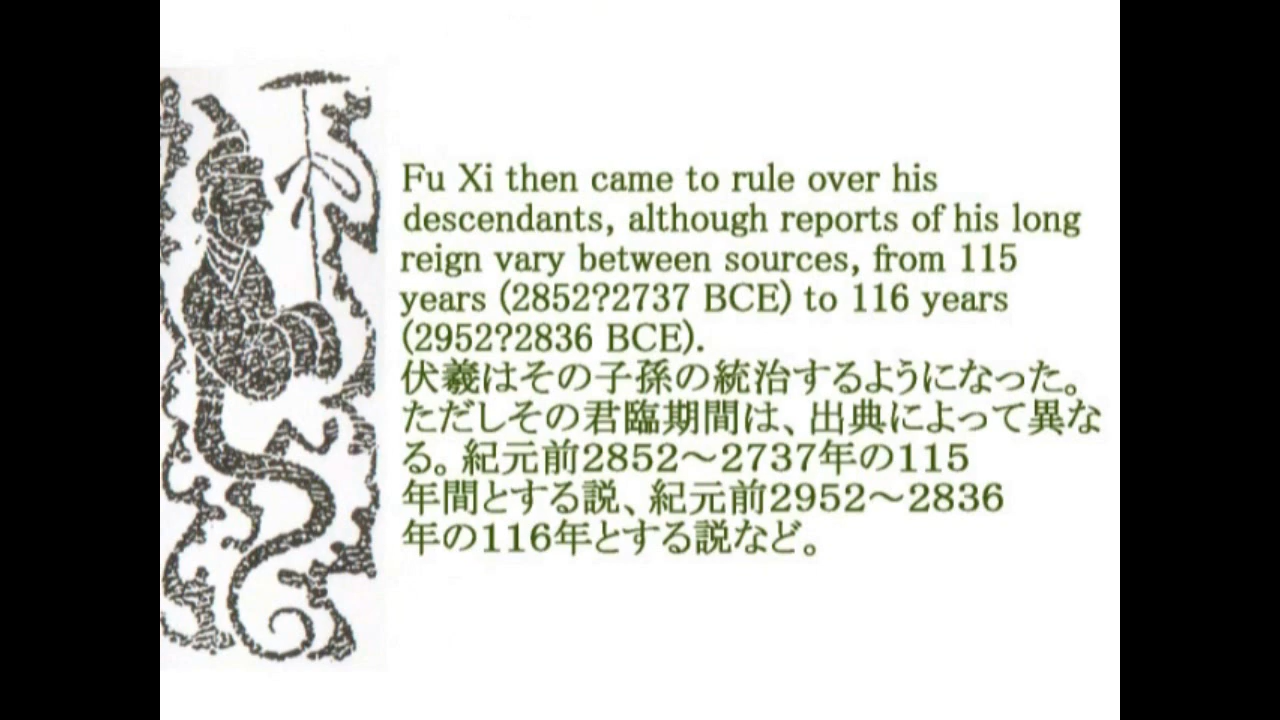 Fu Xi then came to rule over his
descendants, although reports of his long
reign vary between sources, from 115
years (2852?2737 BCE) to 116 years
(2952?2836 BCE).
伏羲はその子孫の統治するようになった。
ただしその君臨期間は、出典によって異な
る。紀元前2852～2737年の115
年間とする説、紀元前2952～2836
年の116年とする説など。